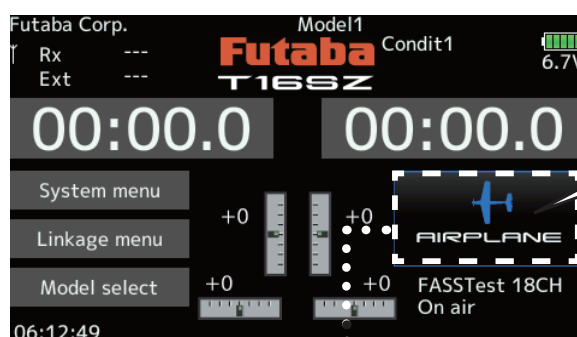 Futaba Corp.
Model1
Rx ---
Ext ---
Futaba
T16SZ
Condit1
6.7V
00:00.0
00:00.0
System menu
Linkage menu
Model select
+0
+0
+0
+0
AIRPLANE
FASSTest 18CH
On air
06:12:49